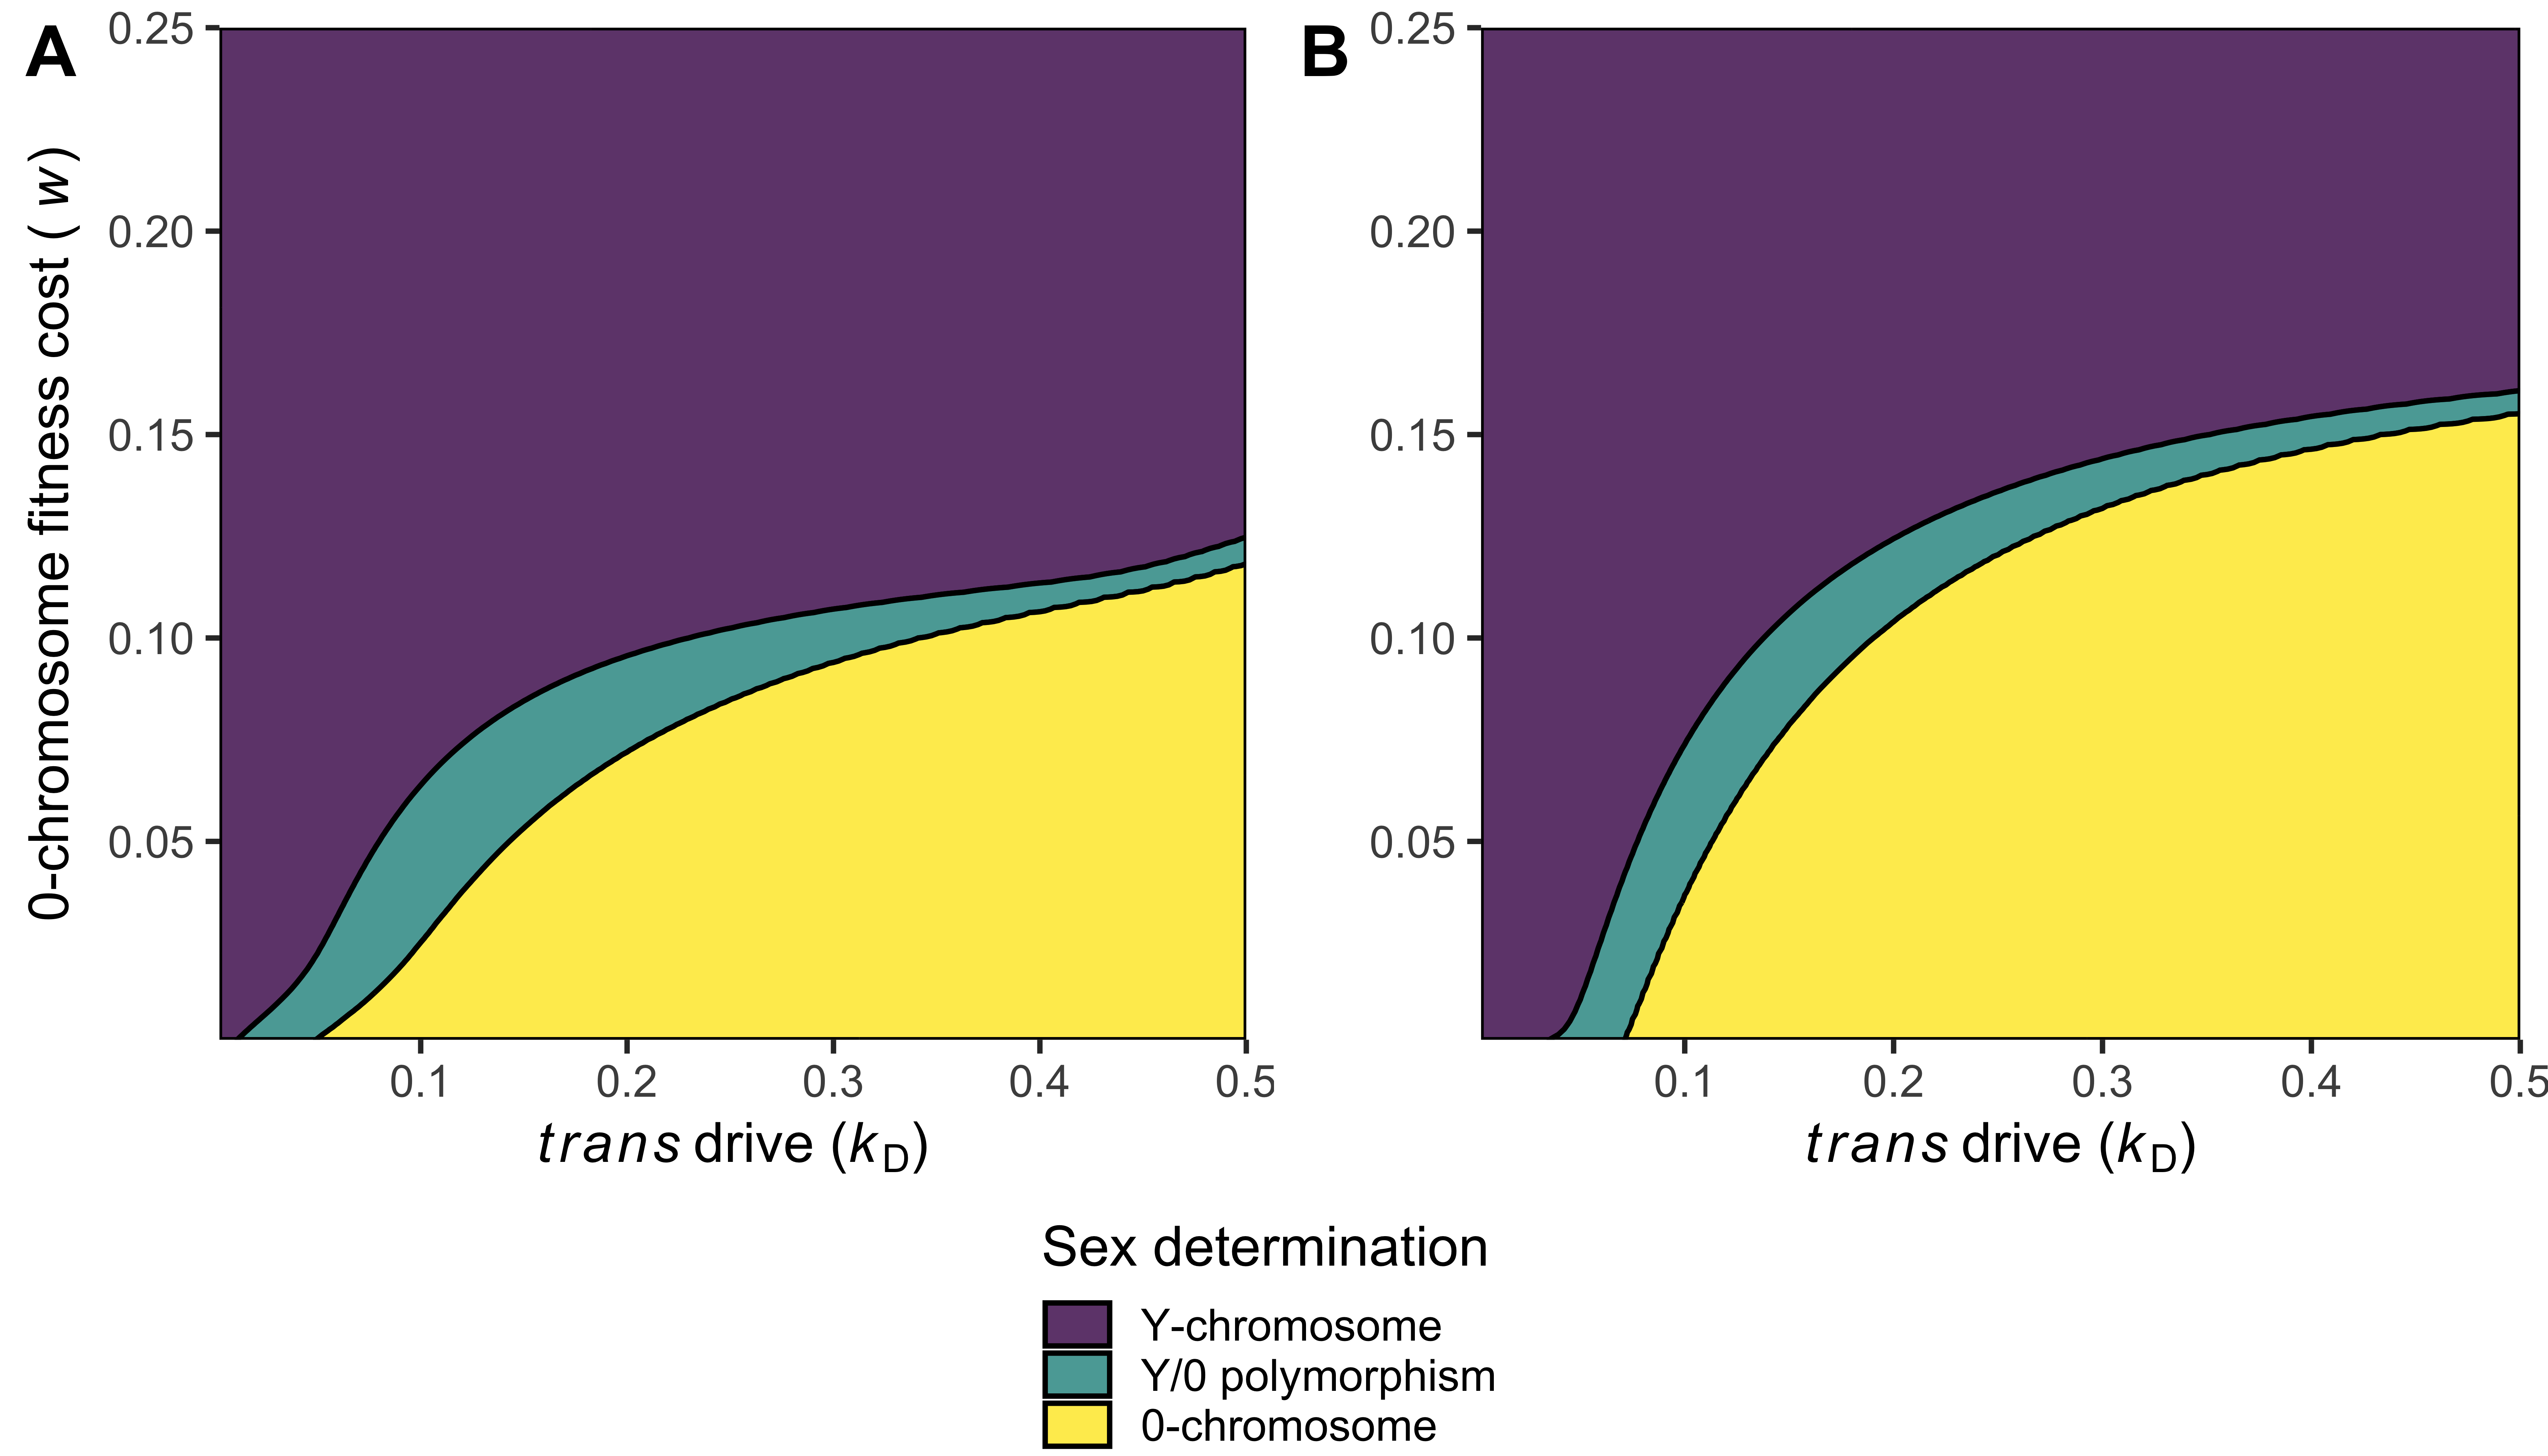 A
B
0-chromosome fitness cost ( w)
0.25
0.20
0.15
0.10
0.05
0.1 0.2 0.3 0.4 0.5
trans drive (kD)
0.25
0.20
0.15
0.10
0.05
0.1 0.2 0.3 0.4 0.5
trans drive (kD)
Sex determination
Y-chromosome
Y/0 polymorphism
0-chromosome